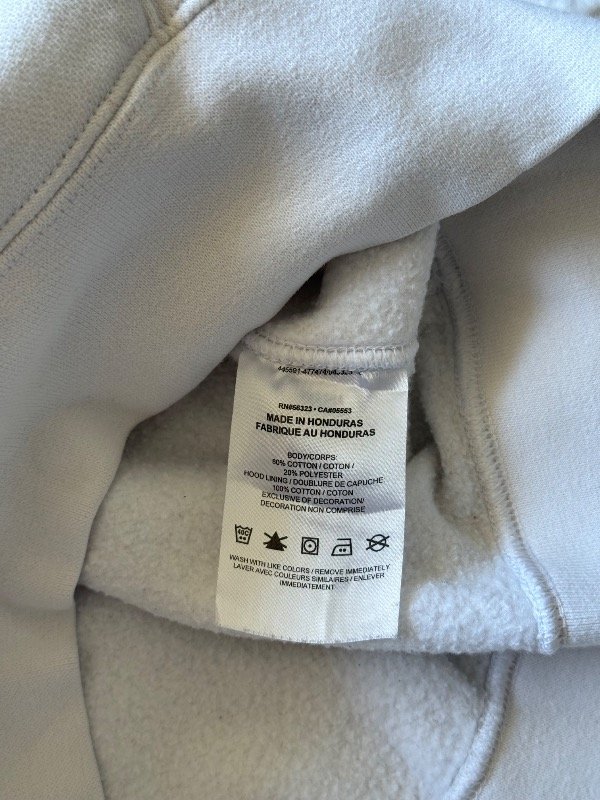 RN#56323 • CA#05553
MADE IN HONDURAS
FABRIQUE AU HONDURAS
BODY/CORPS:
80% COTTON / COTON /
20% POLYESTER
HOOD LINING / DOUBLURE DE CAPUCHE
100% COTTON / COTON
EXCLUSIVE OF DECORATION/
DECORATION NON COMPRISE
40C
WASH WITH LIKE COLORS / REMOVE IMMEDIATELY
LAVER AVEC COULEURS SIMILAIRES / ENLEVER
IMMEDIATEMENT